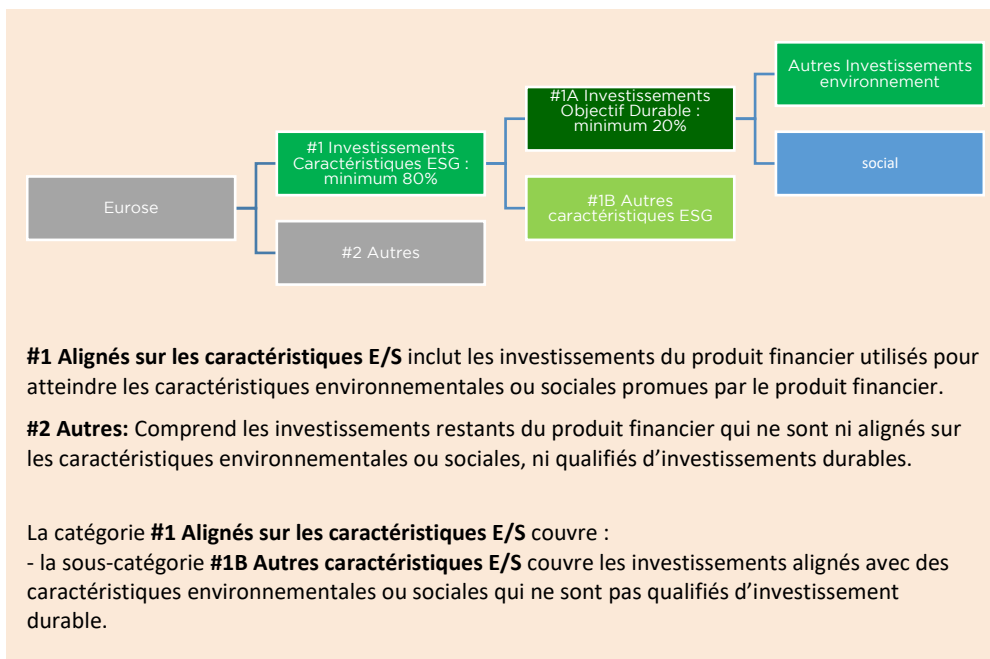 Eurose
#1 Investissements
Caractéristiques ESG :
minimum 80%
#2 Autres
#1A Investissements
Objectif Durable :
minimum 20%
#1B Autres
caractéristiques ESG
Autres Investissements
environnement
social
#1 Alignés sur les caractéristiques E/S inclut les investissements du produit financier utilisés pour
atteindre les caractéristiques environnementales ou sociales promues par le produit financier.
#2 Autres: Comprend les investissements restants du produit financier qui ne sont ni alignés sur
les caractéristiques environnementales ou sociales, ni qualifiés d’investissements durables.
La catégorie #1 Alignés sur les caractéristiques E/S couvre :
- la sous-catégorie #1B Autres caractéristiques E/S couvre les investissements alignés avec des
caractéristiques environnementales ou sociales qui ne sont pas qualifiés d’investissement
durable.